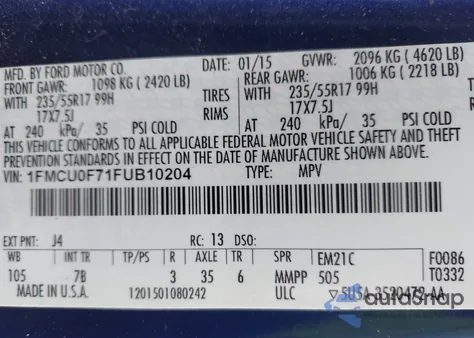 MFD. BY FORD MOTOR CO. DATE: 01/15 GVWR: 2096 KG ( 4620 LB)
FRONT GAWR: 1098 KG ( 2420 LB) REAR GAWR: 1006 KG ( 2218 LB)
WITH 235/55R17 99H TIRES WITH 235/55R17 99H
17X7.5J RIMS 17X7.5J
AT 240 kPa/ 35 PSI COLD AT 240 kPa/ 35 PSI COLD
THIS VEHICLE CONFORMS TO ALL APPLICABLE FEDERAL MOTOR VEHICLE SAFETY AND THEFT
PREVENTION STANDARDS IN EFFECT ON THE DATE OF MANUFACTURE SHOWN ABOVE.
VIN: 1FMCU0F71FUB10204 TYPE: MPV
EXT PNT: J4 RC: 13 DSO:
WB INT TR TP/PS R AXLE TR SPR EM21C F0086
105 7B 3 35 6 MMPP 505 T0332
MADE IN U.S.A. 1201501080242 ULC ▽5U5A-3520472-AA
autosnap